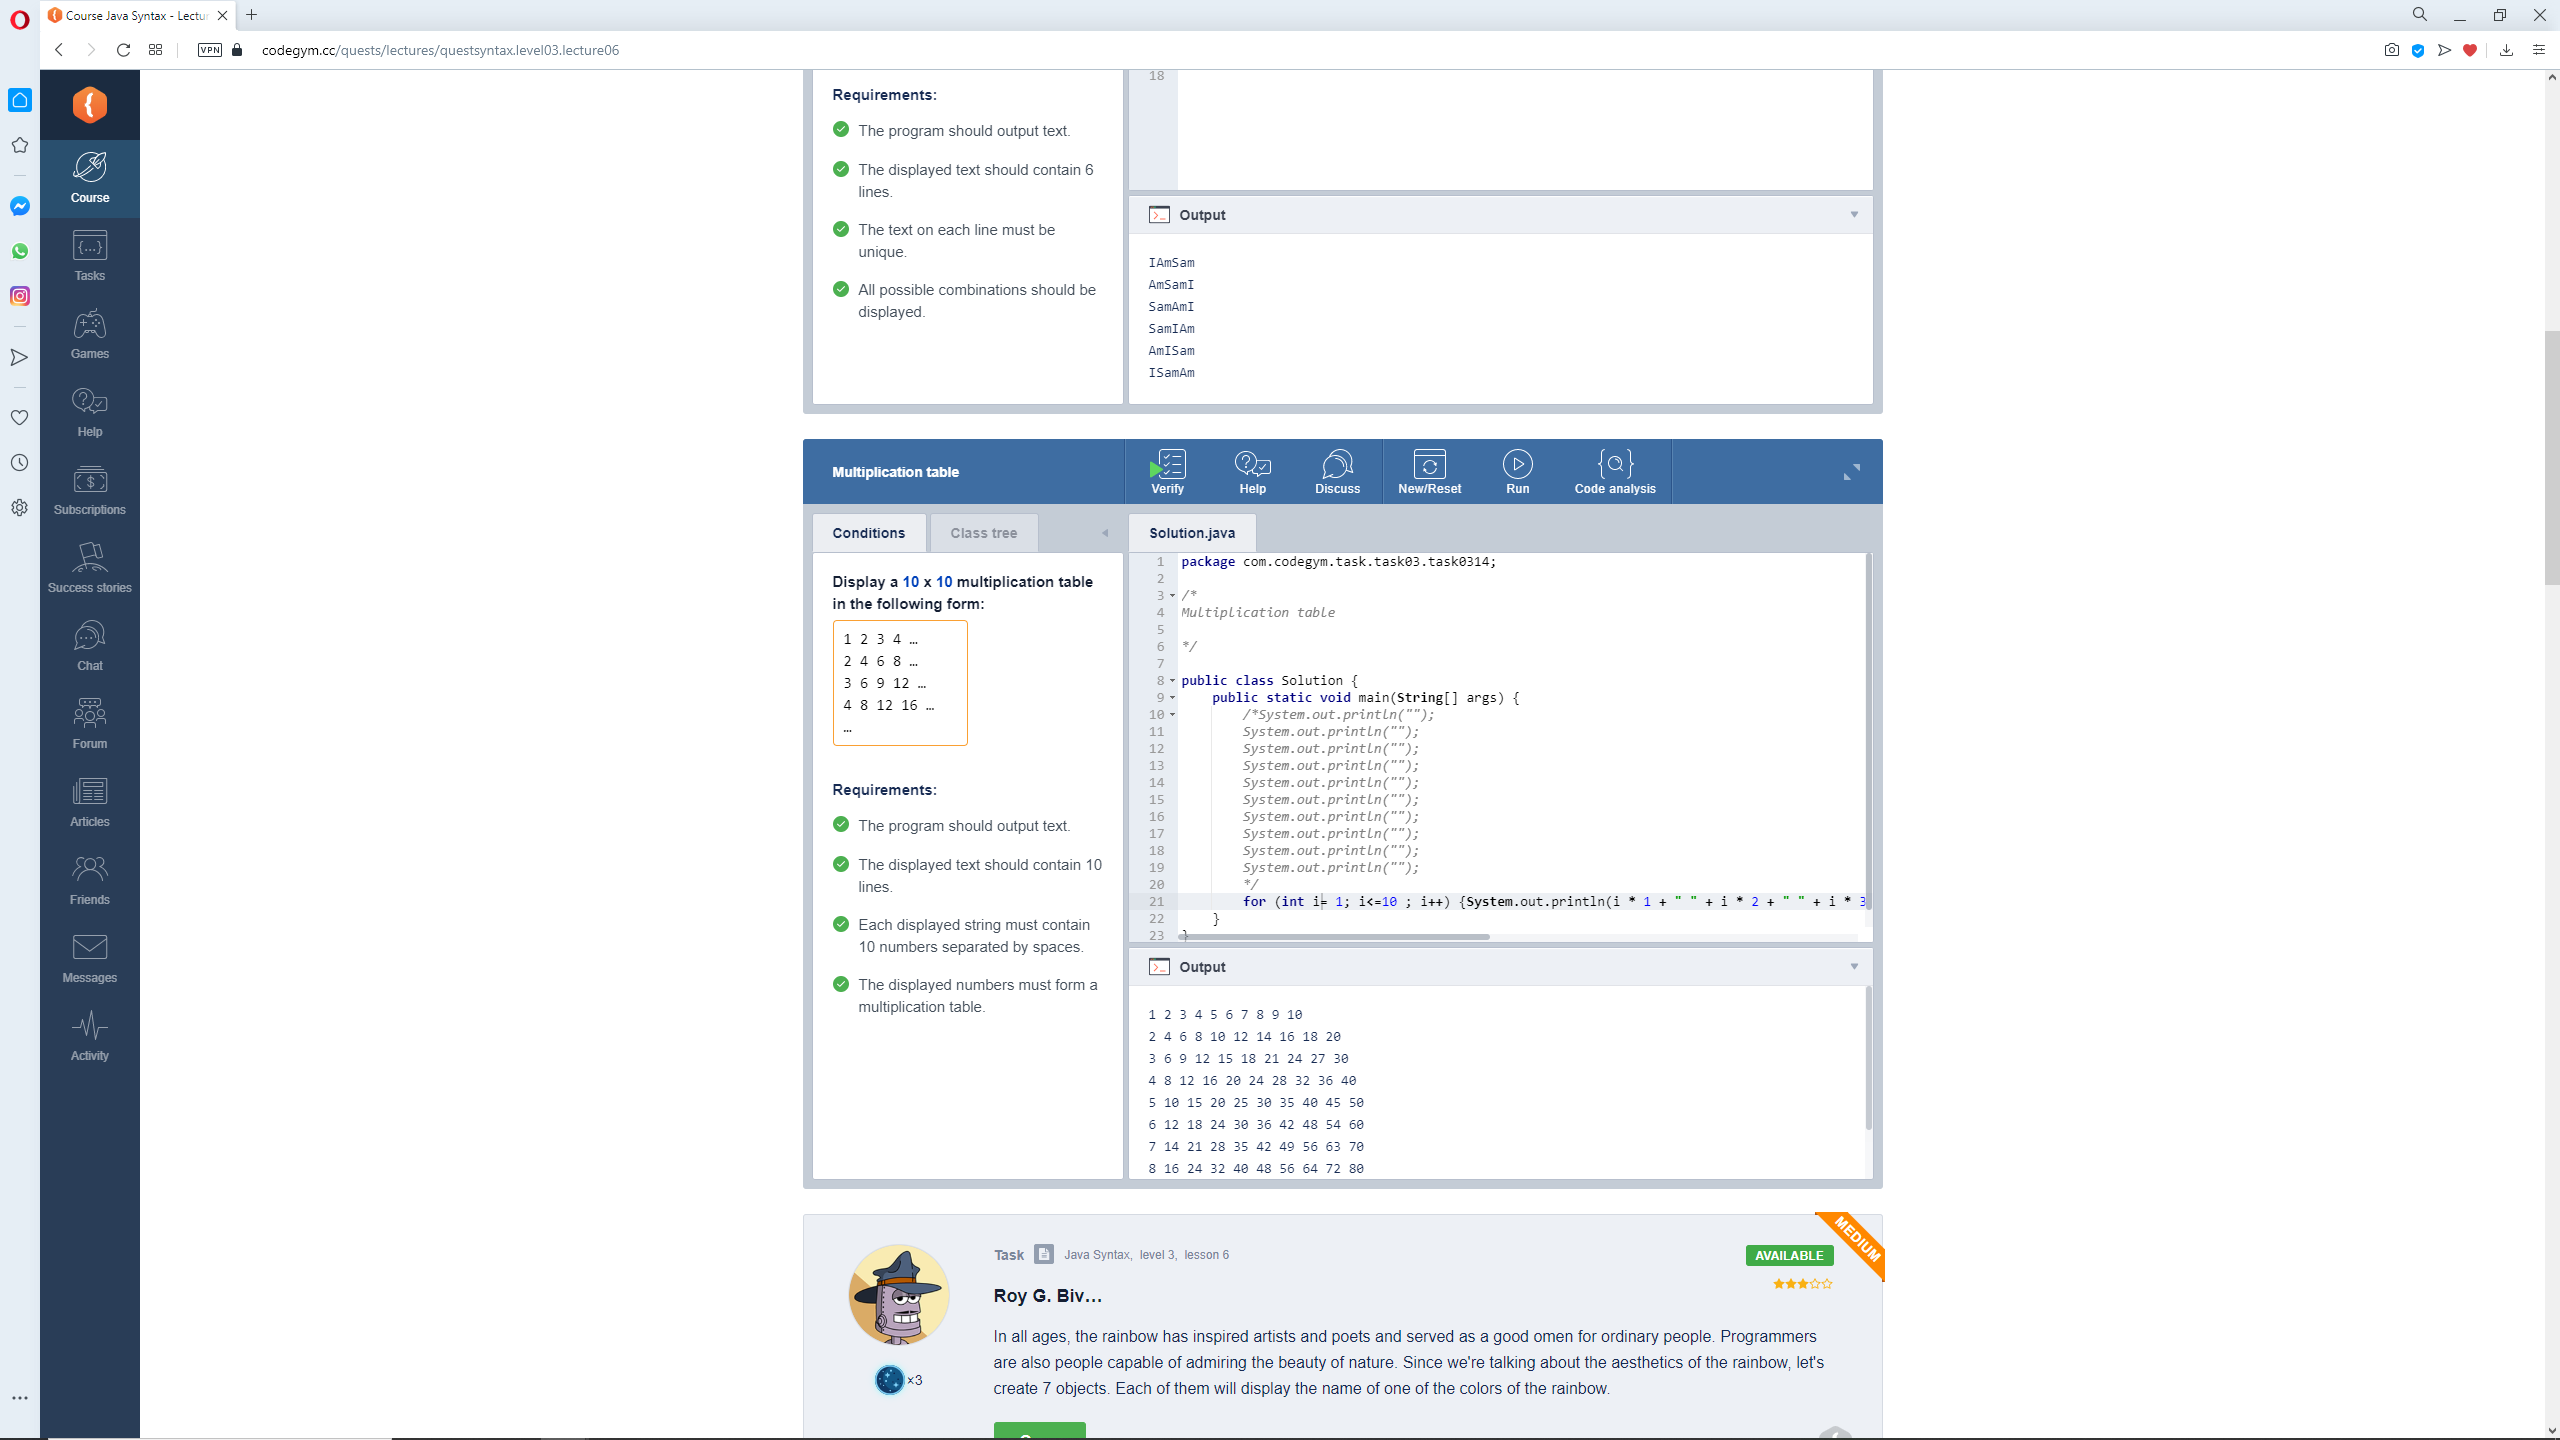 Course Java Syntax - Lectu
VPN
codegym.cc/quests/lectures/questsyntax.level03.lecture06
Course
Tasks
Games
Help
Subscriptions
Success stories
Chat
Forum
Articles
Friends
Messages
Activity
Requirements:
The program should output text.
The displayed text should contain 6
lines.
The text on each line must be
unique.
All possible combinations should be
displayed.
18
Output
IAmSam
AmSamI
SamAmI
SamIAm
AmISam
ISamAm
Multiplication table
Verify
Help
Discuss
New/Reset
Run
Code analysis
Conditions
Class tree
Display a 10 x 10 multiplication table
in the following form:
1 2 3 4 …
2 4 6 8 …
3 6 9 12 …
4 8 12 16 …
…
Requirements:
The program should output text.
The displayed text should contain 10
lines.
Each displayed string must contain
10 numbers separated by spaces.
The displayed numbers must form a
multiplication table.
Solution.java
1 package com.codegym.task.task03.task0314;
2
3 /*
4 Multiplication table
5
6 */
7
8 public class Solution {
9 public static void main(String[] args) {
10 /*System.out.println("");
11 System.out.println("");
12 System.out.println("");
13 System.out.println("");
14 System.out.println("");
15 System.out.println("");
16 System.out.println("");
17 System.out.println("");
18 System.out.println("");
19 System.out.println("");
20 */
21 for (int i= 1; i<=10 ; i++) {System.out.println(i * 1 + " " + i * 2 + " " + i * 3
22 }
23 }
Output
1 2 3 4 5 6 7 8 9 10
2 4 6 8 10 12 14 16 18 20
3 6 9 12 15 18 21 24 27 30
4 8 12 16 20 24 28 32 36 40
5 10 15 20 25 30 35 40 45 50
6 12 18 24 30 36 42 48 54 60
7 14 21 28 35 42 49 56 63 70
8 16 24 32 40 48 56 64 72 80
Task Java Syntax, level 3, lesson 6
AVAILABLE
MEDIUM
Roy G. Biv…
In all ages, the rainbow has inspired artists and poets and served as a good omen for ordinary people. Programmers
are also people capable of admiring the beauty of nature. Since we're talking about the aesthetics of the rainbow, let's
create 7 objects. Each of them will display the name of one of the colors of the rainbow.
×3